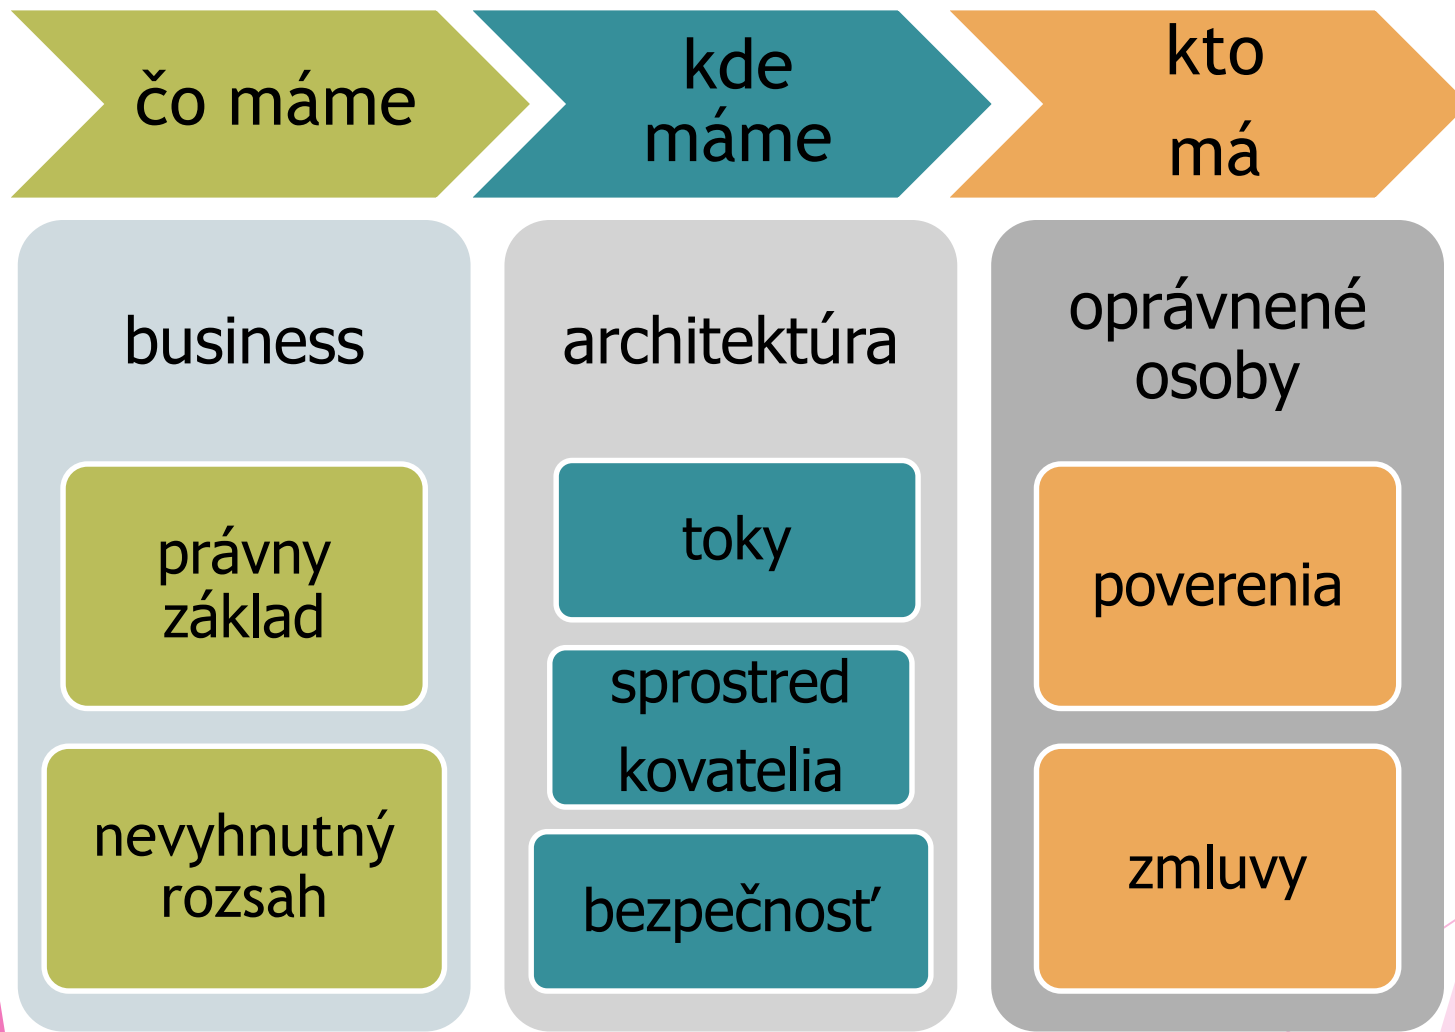 čo máme
kde
máme
kto
má
business
právny
základ
nevyhnutný
rozsah
architektúra
toky
sprostred
kovatelia
bezpečnosť
oprávnené
osoby
poverenia
zmluvy